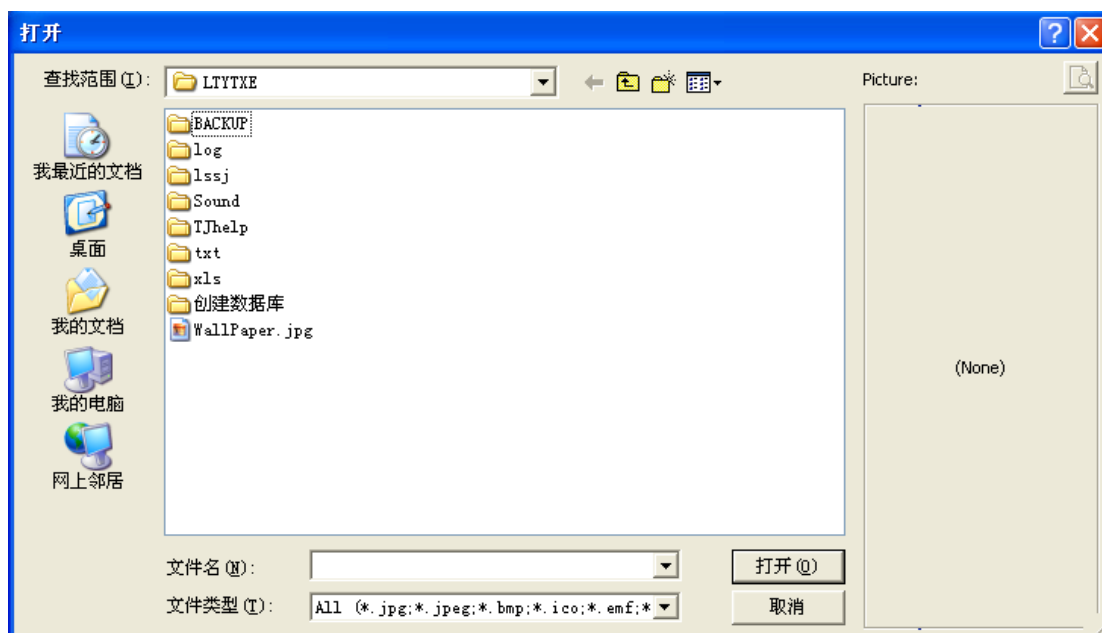 打开
查找范围(I):
LTYTXE
Picture:
我最近的文档
桌面
我的文档
我的电脑
网上邻居
BACKUP
log
lssj
Sound
TJhelp
txt
xls
创建数据库
WallPaper.jpg
(None)
文件名(N):
打开(O)
文件类型(T):
All (*.jpg;*.jpeg;*.bmp;*.ico;*.emf;*
取消